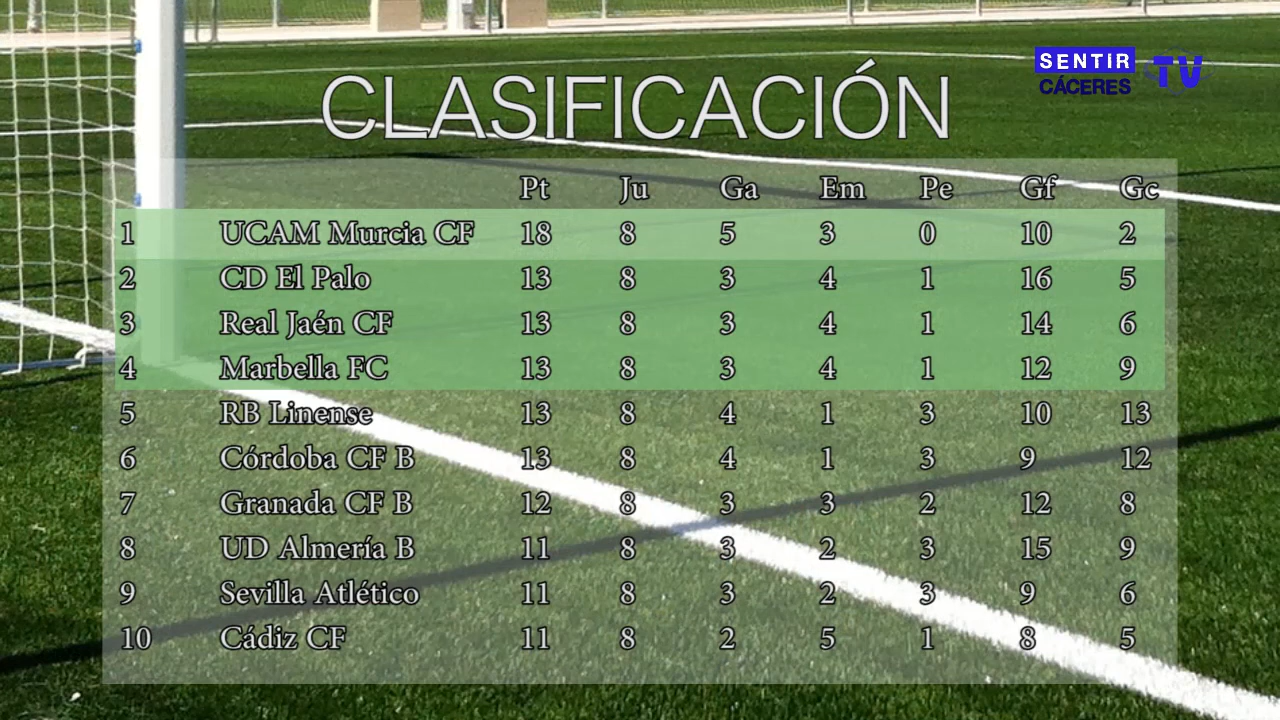 SENTIR
CÁCERES TV
CLASIFICACIÓN
Pt Ju Ga Em Pe Gf Gc
1 UCAM Murcia CF 18 8 5 3 0 10 2
2 CD El Palo 13 8 3 4 1 16 5
3 Real Jaén CF 13 8 3 4 1 14 6
4 Marbella FC 13 8 3 4 1 12 9
5 RB Linense 13 8 4 1 3 10 13
6 Córdoba CF B 13 8 4 1 3 9 12
7 Granada CF B 12 8 3 3 2 12 8
8 UD Almería B 11 8 3 2 3 15 9
9 Sevilla Atlético 11 8 3 2 3 9 6
10 Cádiz CF 11 8 2 5 1 8 5